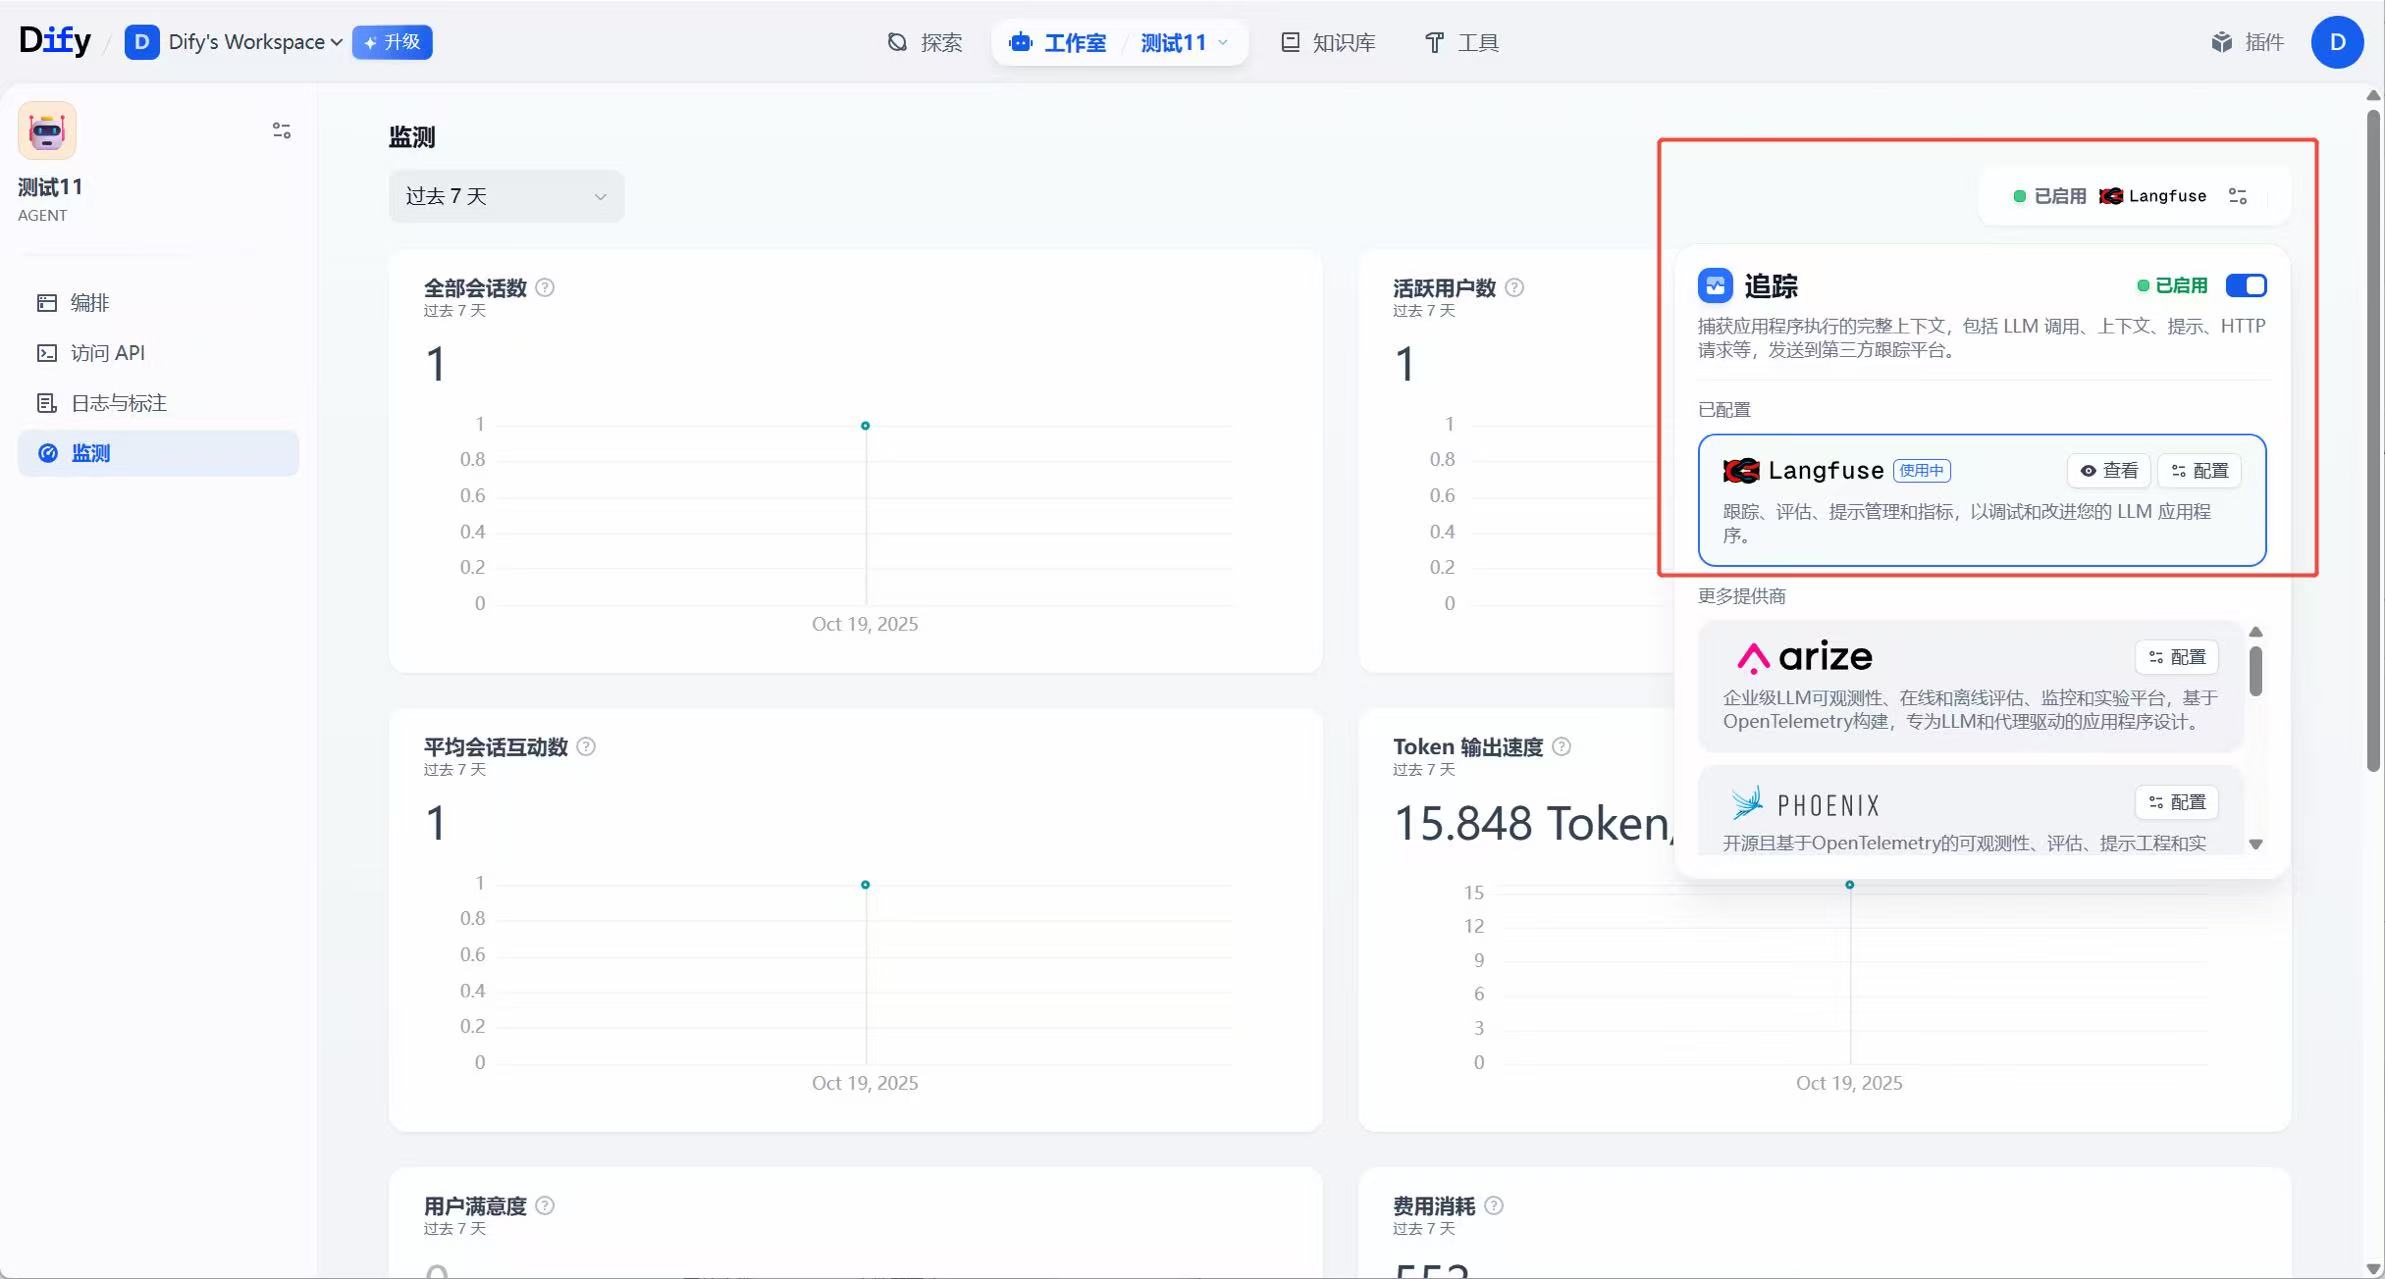 Dify / D Dify's Workspace 升级
探索
工作室 / 测试11
知识库
工具
插件
D
测试11
AGENT
编排
访问 API
日志与标注
监测
监测
过去 7 天
已启用 Langfuse
全部会话数
过去 7 天
1
1
0.8
0.6
0.4
0.2
0
Oct 19, 2025
活跃用户数
过去 7 天
1
1
0.8
0.6
0.4
0.2
0
追踪
已启用
捕获应用程序执行的完整上下文，包括 LLM 调用、上下文、提示、HTTP
请求等，发送到第三方跟踪平台。
已配置
Langfuse 使用中 查看 配置
跟踪、评估、提示管理和指标，以调试和改进您的 LLM 应用程
序。
更多提供商
arize 配置
企业级LLM可观测性、在线和离线评估、监控和实验平台，基于
OpenTelemetry构建，专为LLM和代理驱动的应用程序设计。
PHOENIX 配置
开源且基于OpenTelemetry的可观测性、评估、提示工程和实
平均会话互动数
过去 7 天
1
1
0.8
0.6
0.4
0.2
0
Oct 19, 2025
Token 输出速度
过去 7 天
15.848 Token/
15
12
9
6
3
0
Oct 19, 2025
用户满意度
过去 7 天
费用消耗
过去 7 天